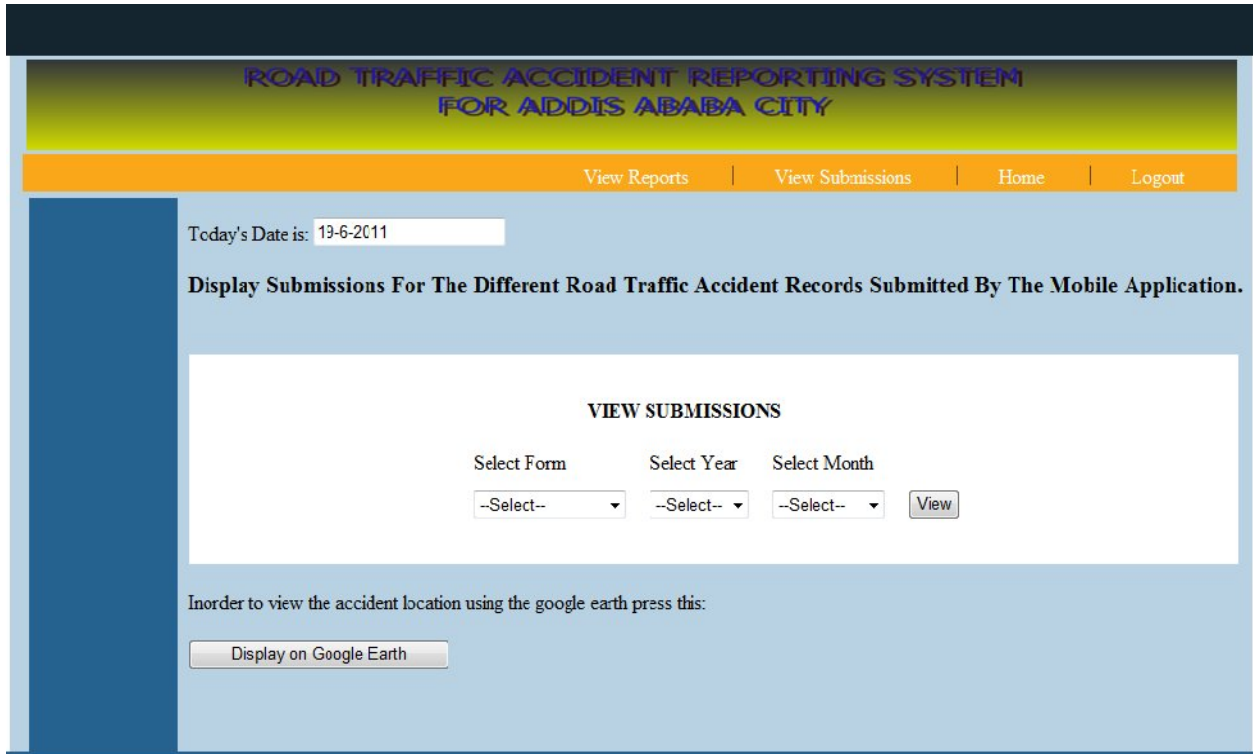 ROAD TRAFFIC ACCIDENT REPORTING SYSTEM
FOR ADDIS ABABA CITY
View Reports | View Submissions | Home | Logout
Today's Date is: 19-6-2011
Display Submissions For The Different Road Traffic Accident Records Submitted By The Mobile Application.
VIEW SUBMISSIONS
Select Form Select Year Select Month
--Select-- --Select-- --Select-- View
Inorder to view the accident location using the google earth press this:
Display on Google Earth